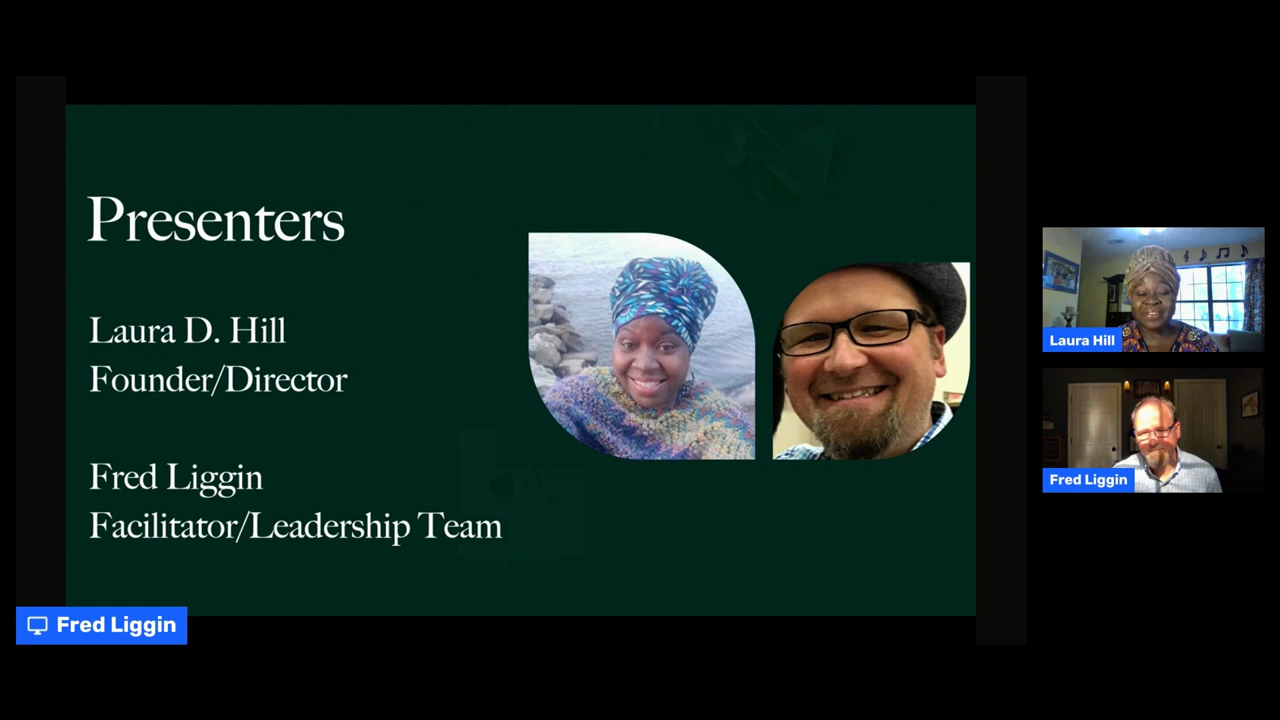 Presenters
Laura D. Hill
Founder/Director
Fred Liggin
Facilitator/Leadership Team
Fred Liggin
Laura Hill
Fred Liggin